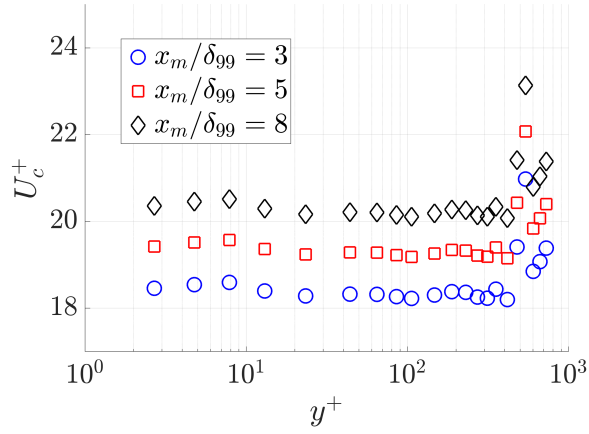 24
22
20
18
U_c^+
x_m/δ_99 = 3
x_m/δ_99 = 5
x_m/δ_99 = 8
10^0 10^1 10^2 10^3
y^+